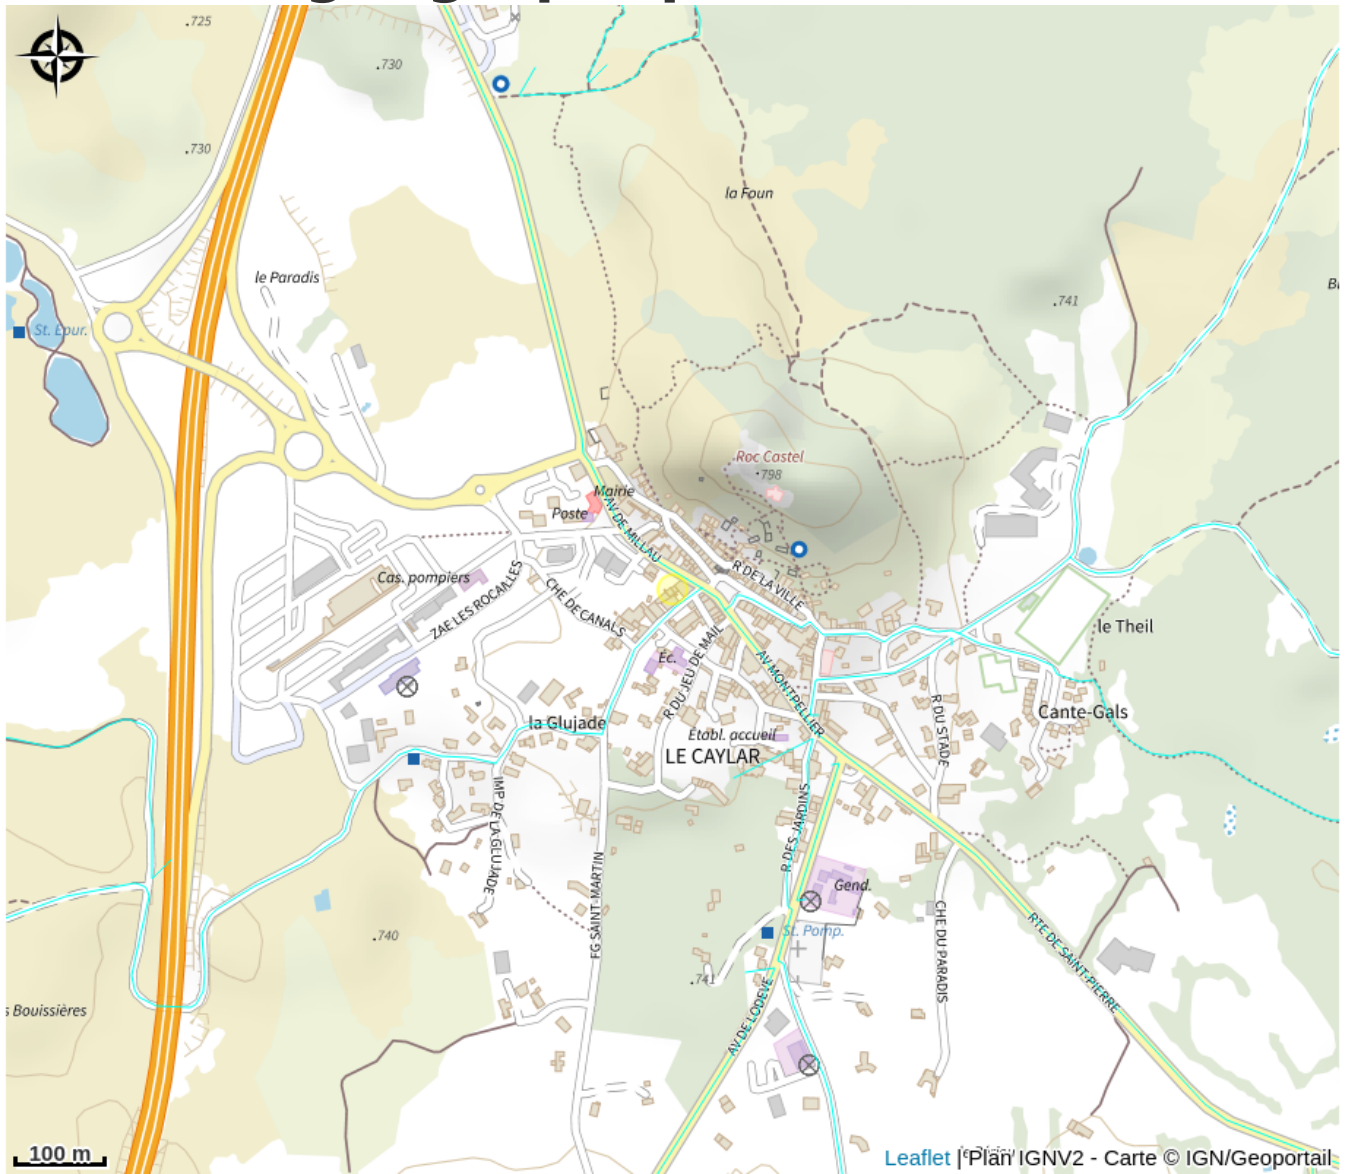 .725
.730
.730
la Foun
le Paradis
.741
St. Epur.
Roc Castel
.798
Mairie
Poste
AV DE MILLAU
R DE LA VILLE
Cas. pompiers
ZAE LES ROCAILLES
CHE DE CANALS
le Theil
Éc.
R DU JEU DE MAIL
AV MONTPELLIER
R DU STADE
Cante-Gals
la Glujade
Établ. accueil
LE CAYLAR
IMP DE LA GLUJADE
R DES JARDINS
Gend.
FG SAINT-MARTIN
CHE DU PARADIS
RTE DE SAINT-PIERRE
St. Pomp.
.740
.741
s Bouissières
AV DE LODÈVE
100 m
Leaflet | Plan IGNV2 - Carte © IGN/Geoportail